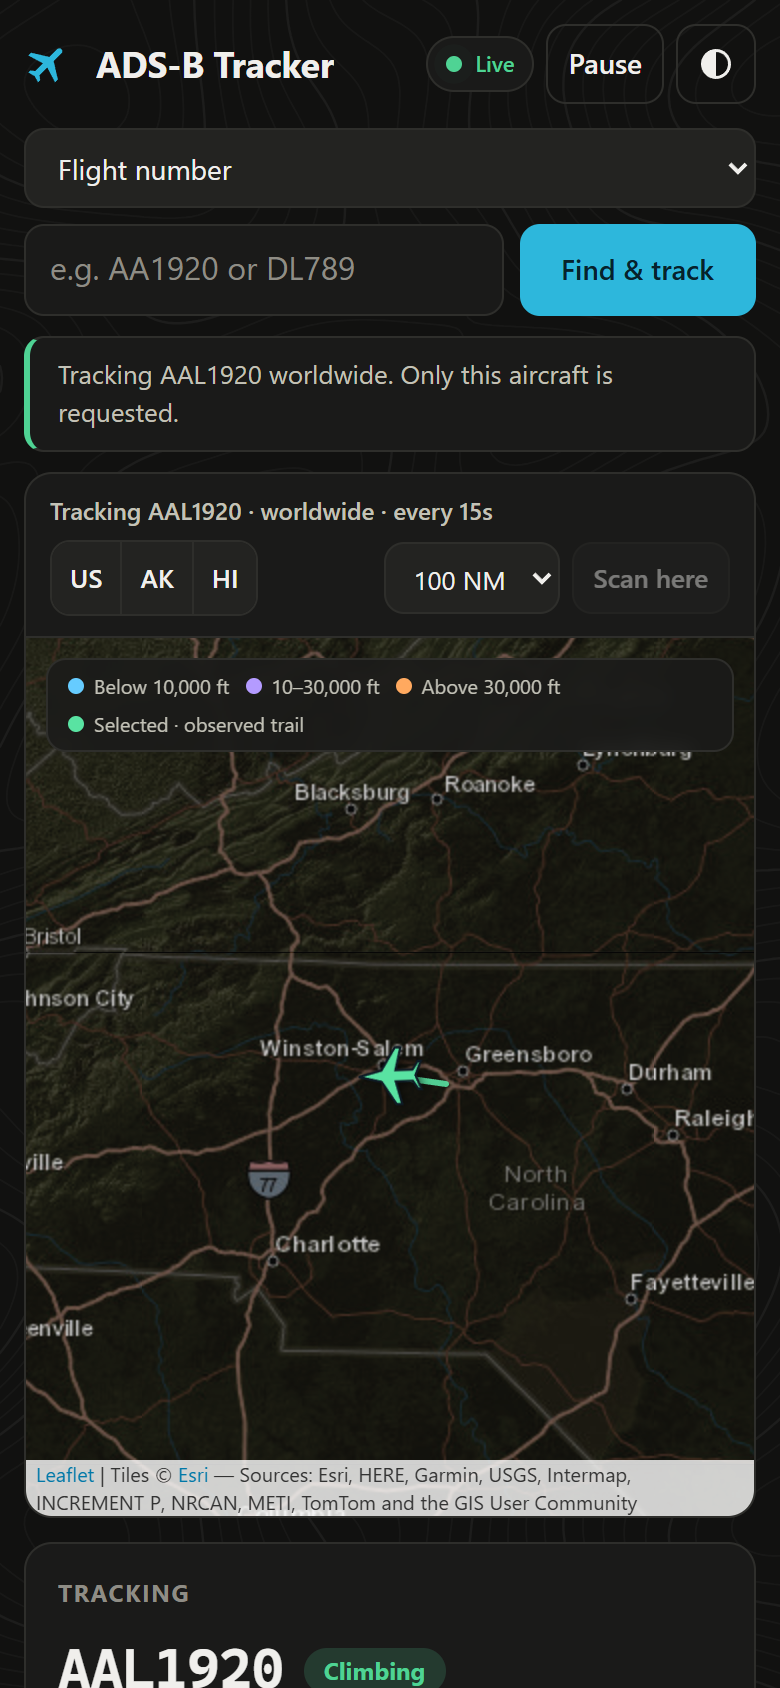 ADS-B Tracker
Live
Pause
Flight number
e.g. AA1920 or DL789
Find & track
Tracking AAL1920 worldwide. Only this aircraft is
requested.
Tracking AAL1920 · worldwide · every 15s
US
AK
HI
100 NM
Scan here
Below 10,000 ft
10–30,000 ft
Above 30,000 ft
Selected · observed trail
Blacksburg
Roanoke
Bristol
hnson City
Winston-Salem
Greensboro
Durham
Raleigh
ville
77
North
Carolina
Charlotte
Fayetteville
enville
Leaflet | Tiles © Esri — Sources: Esri, HERE, Garmin, USGS, Intermap,
INCREMENT P, NRCAN, METI, TomTom and the GIS User Community
TRACKING
AAL1920
Climbing